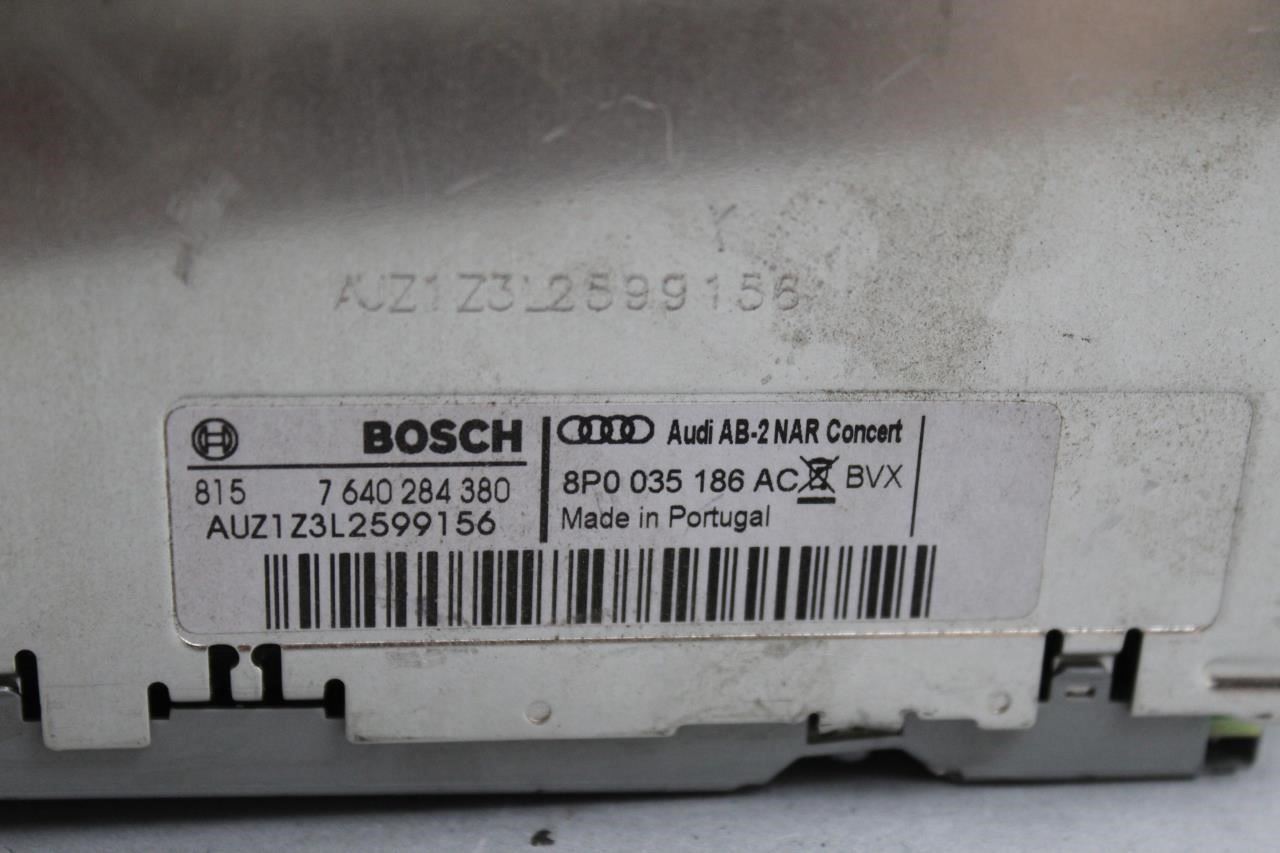 Y
AUZ1Z3L2599156
BOSCH
815 7 640 284 380
AUZ1Z3L2599156
Audi AB-2 NAR Concert
8P0 035 186 AC BVX
Made in Portugal